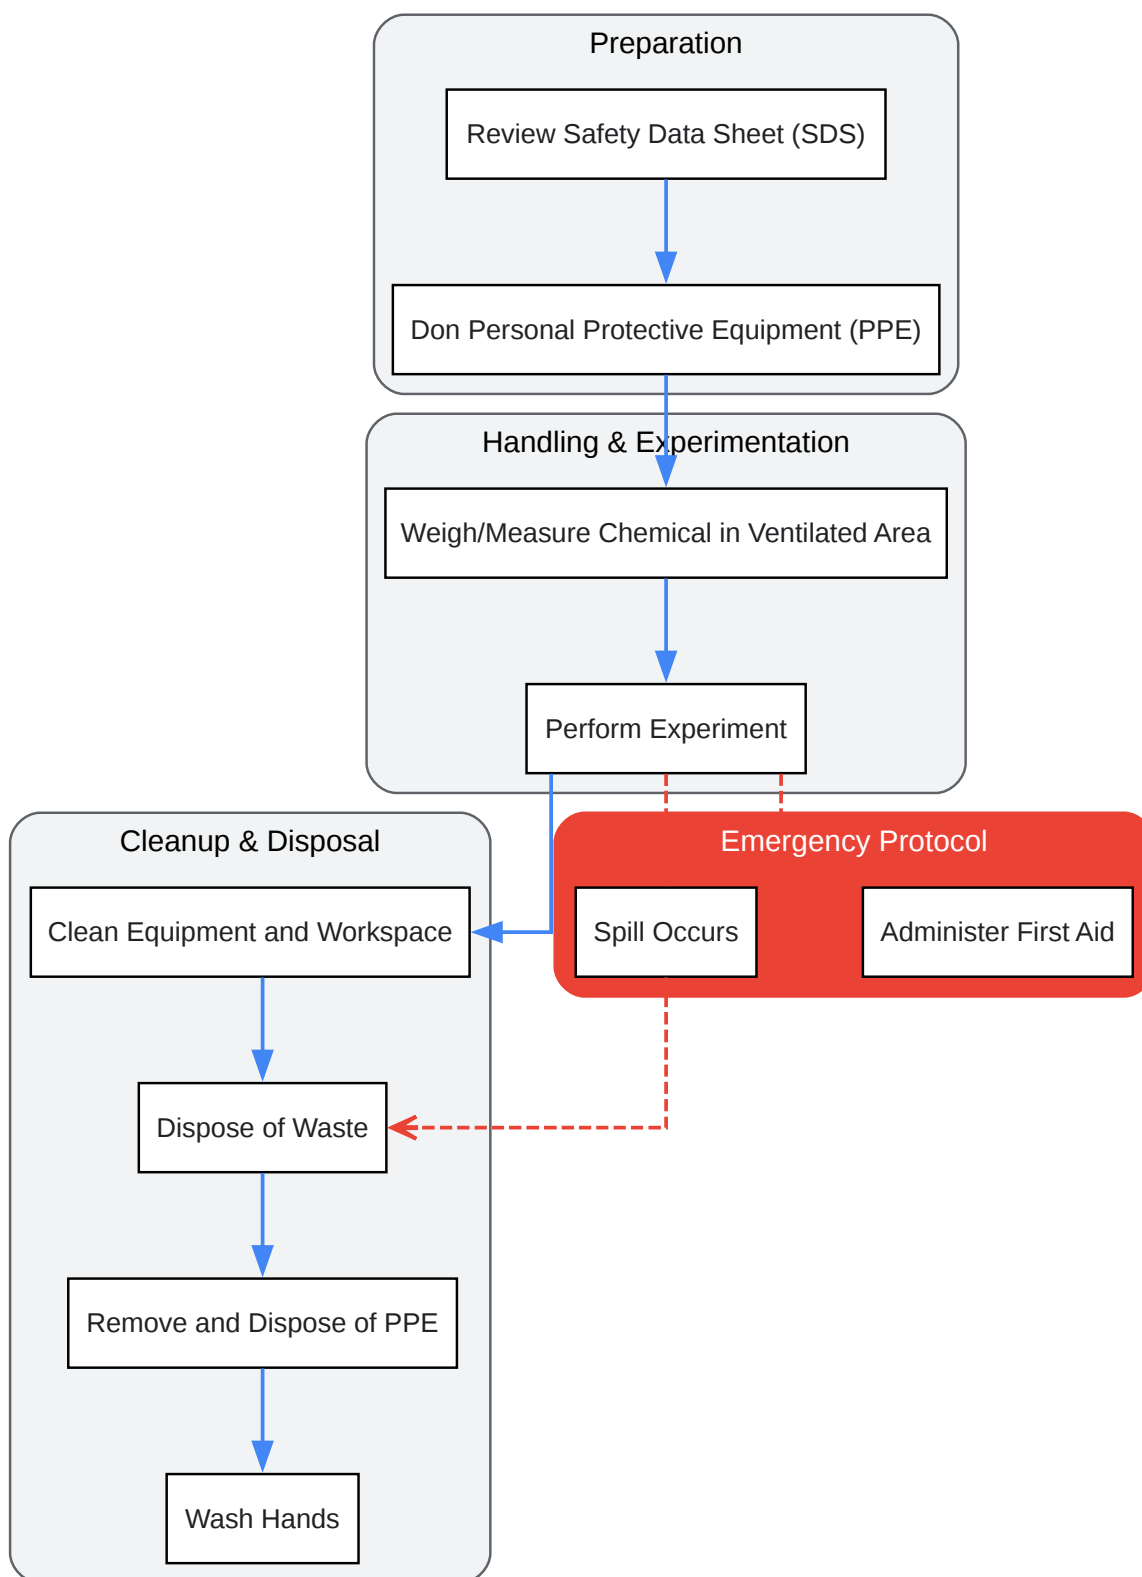 Preparation
Review Safety Data Sheet (SDS)
Don Personal Protective Equipment (PPE)
Handling & Experimentation
Weigh/Measure Chemical in Ventilated Area
Perform Experiment
Cleanup & Disposal
Clean Equipment and Workspace
Dispose of Waste
Remove and Dispose of PPE
Wash Hands
Emergency Protocol
Spill Occurs
Administer First Aid